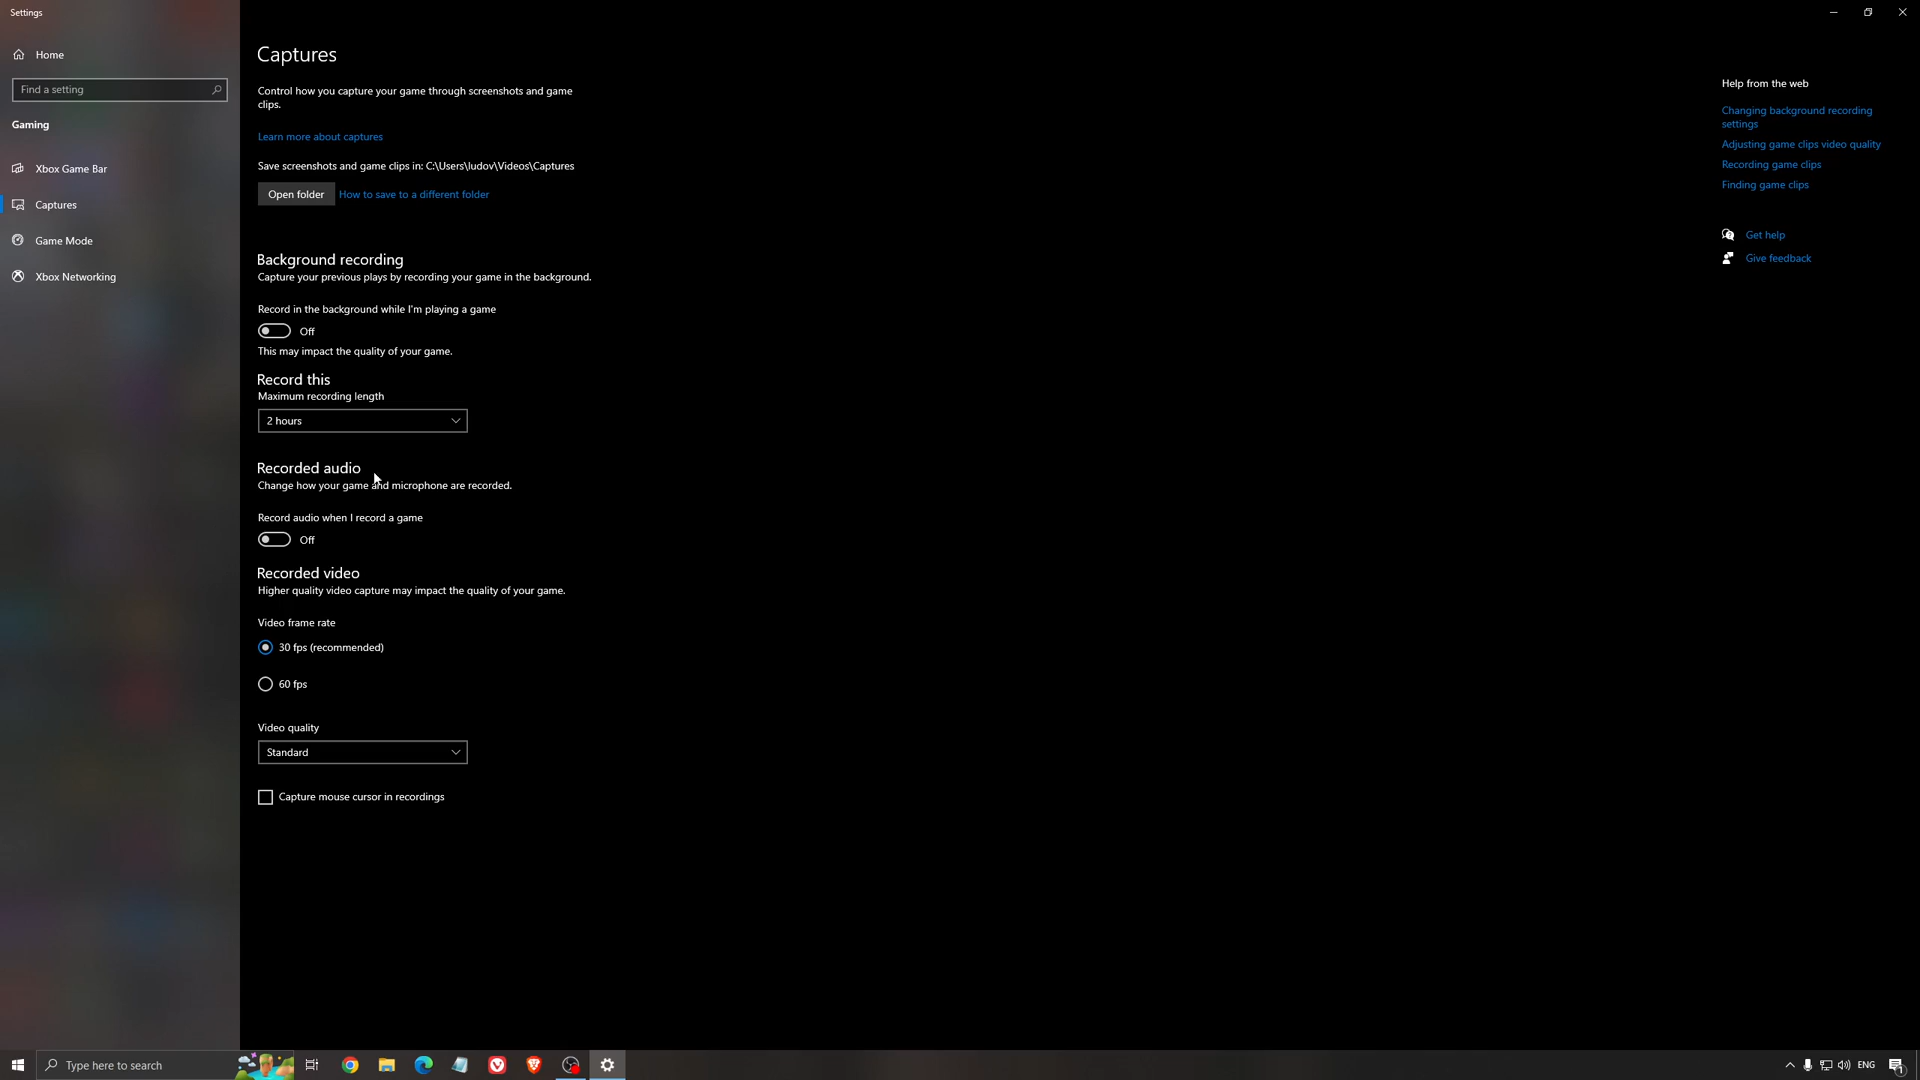 Settings
Home
Find a setting
Gaming
Xbox Game Bar
Captures
Game Mode
Xbox Networking
Captures
Control how you capture your game through screenshots and game
clips.
Learn more about captures
Save screenshots and game clips in: C:\Users\ludov\Videos\Captures
Open folder
How to save to a different folder
Background recording
Capture your previous plays by recording your game in the background.
Record in the background while I'm playing a game
Off
This may impact the quality of your game.
Record this
Maximum recording length
2 hours
Recorded audio
Change how your game and microphone are recorded.
Record audio when I record a game
Off
Recorded video
Higher quality video capture may impact the quality of your game.
Video frame rate
30 fps (recommended)
60 fps
Video quality
Standard
Capture mouse cursor in recordings
Help from the web
Changing background recording
settings
Adjusting game clips video quality
Recording game clips
Finding game clips
Get help
Give feedback
Type here to search
ENG
1